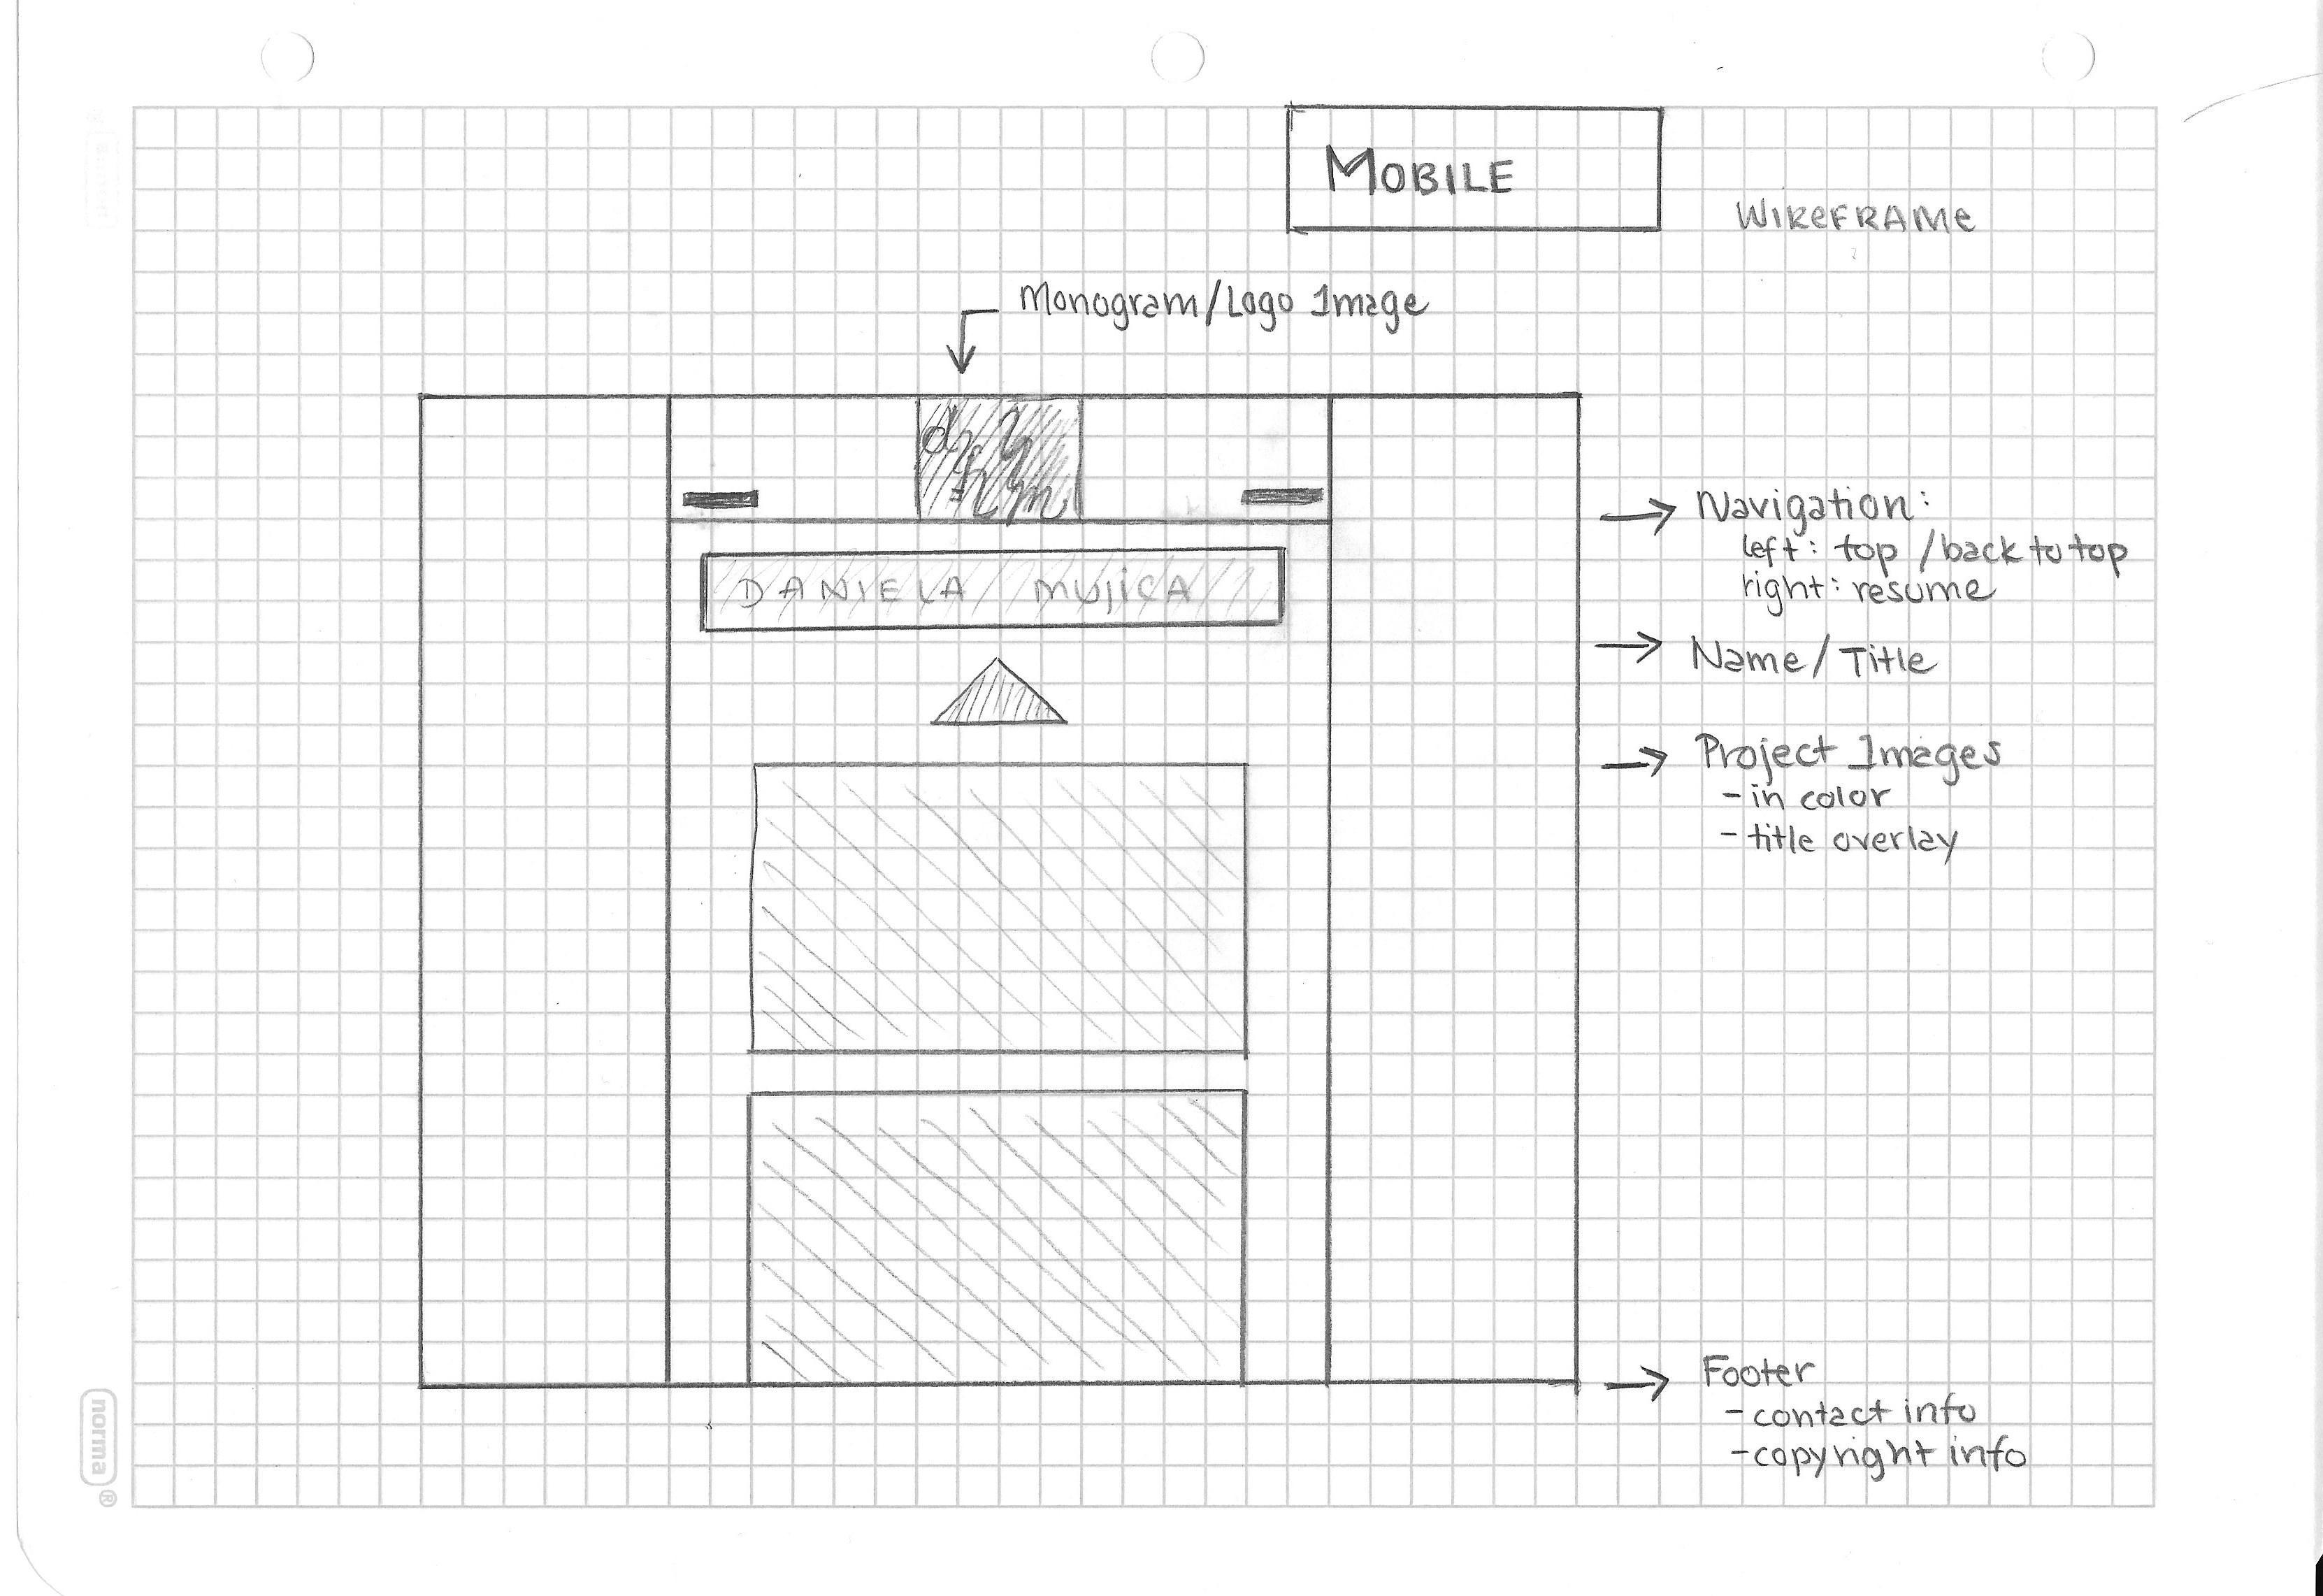 MOBILE
WIREFRAME
Monogram/Logo Image
Navigation:
left: top / back to top
right: resume
DANIELA MUJICA
Name/Title
Project Images
- in color
- title overlay
Footer
- contact info
- copyright info
norma®